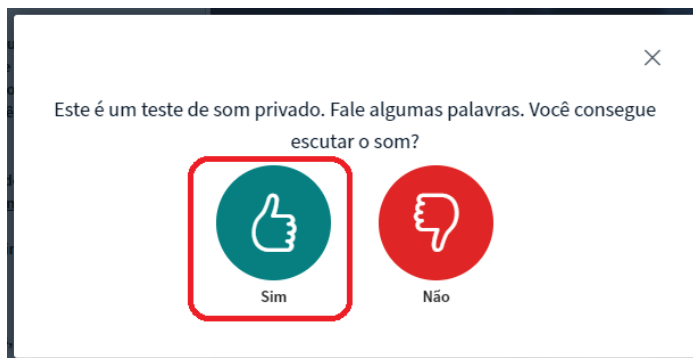 Este é um teste de som privado. Fale algumas palavras. Você consegue
escutar o som?
Sim
Não